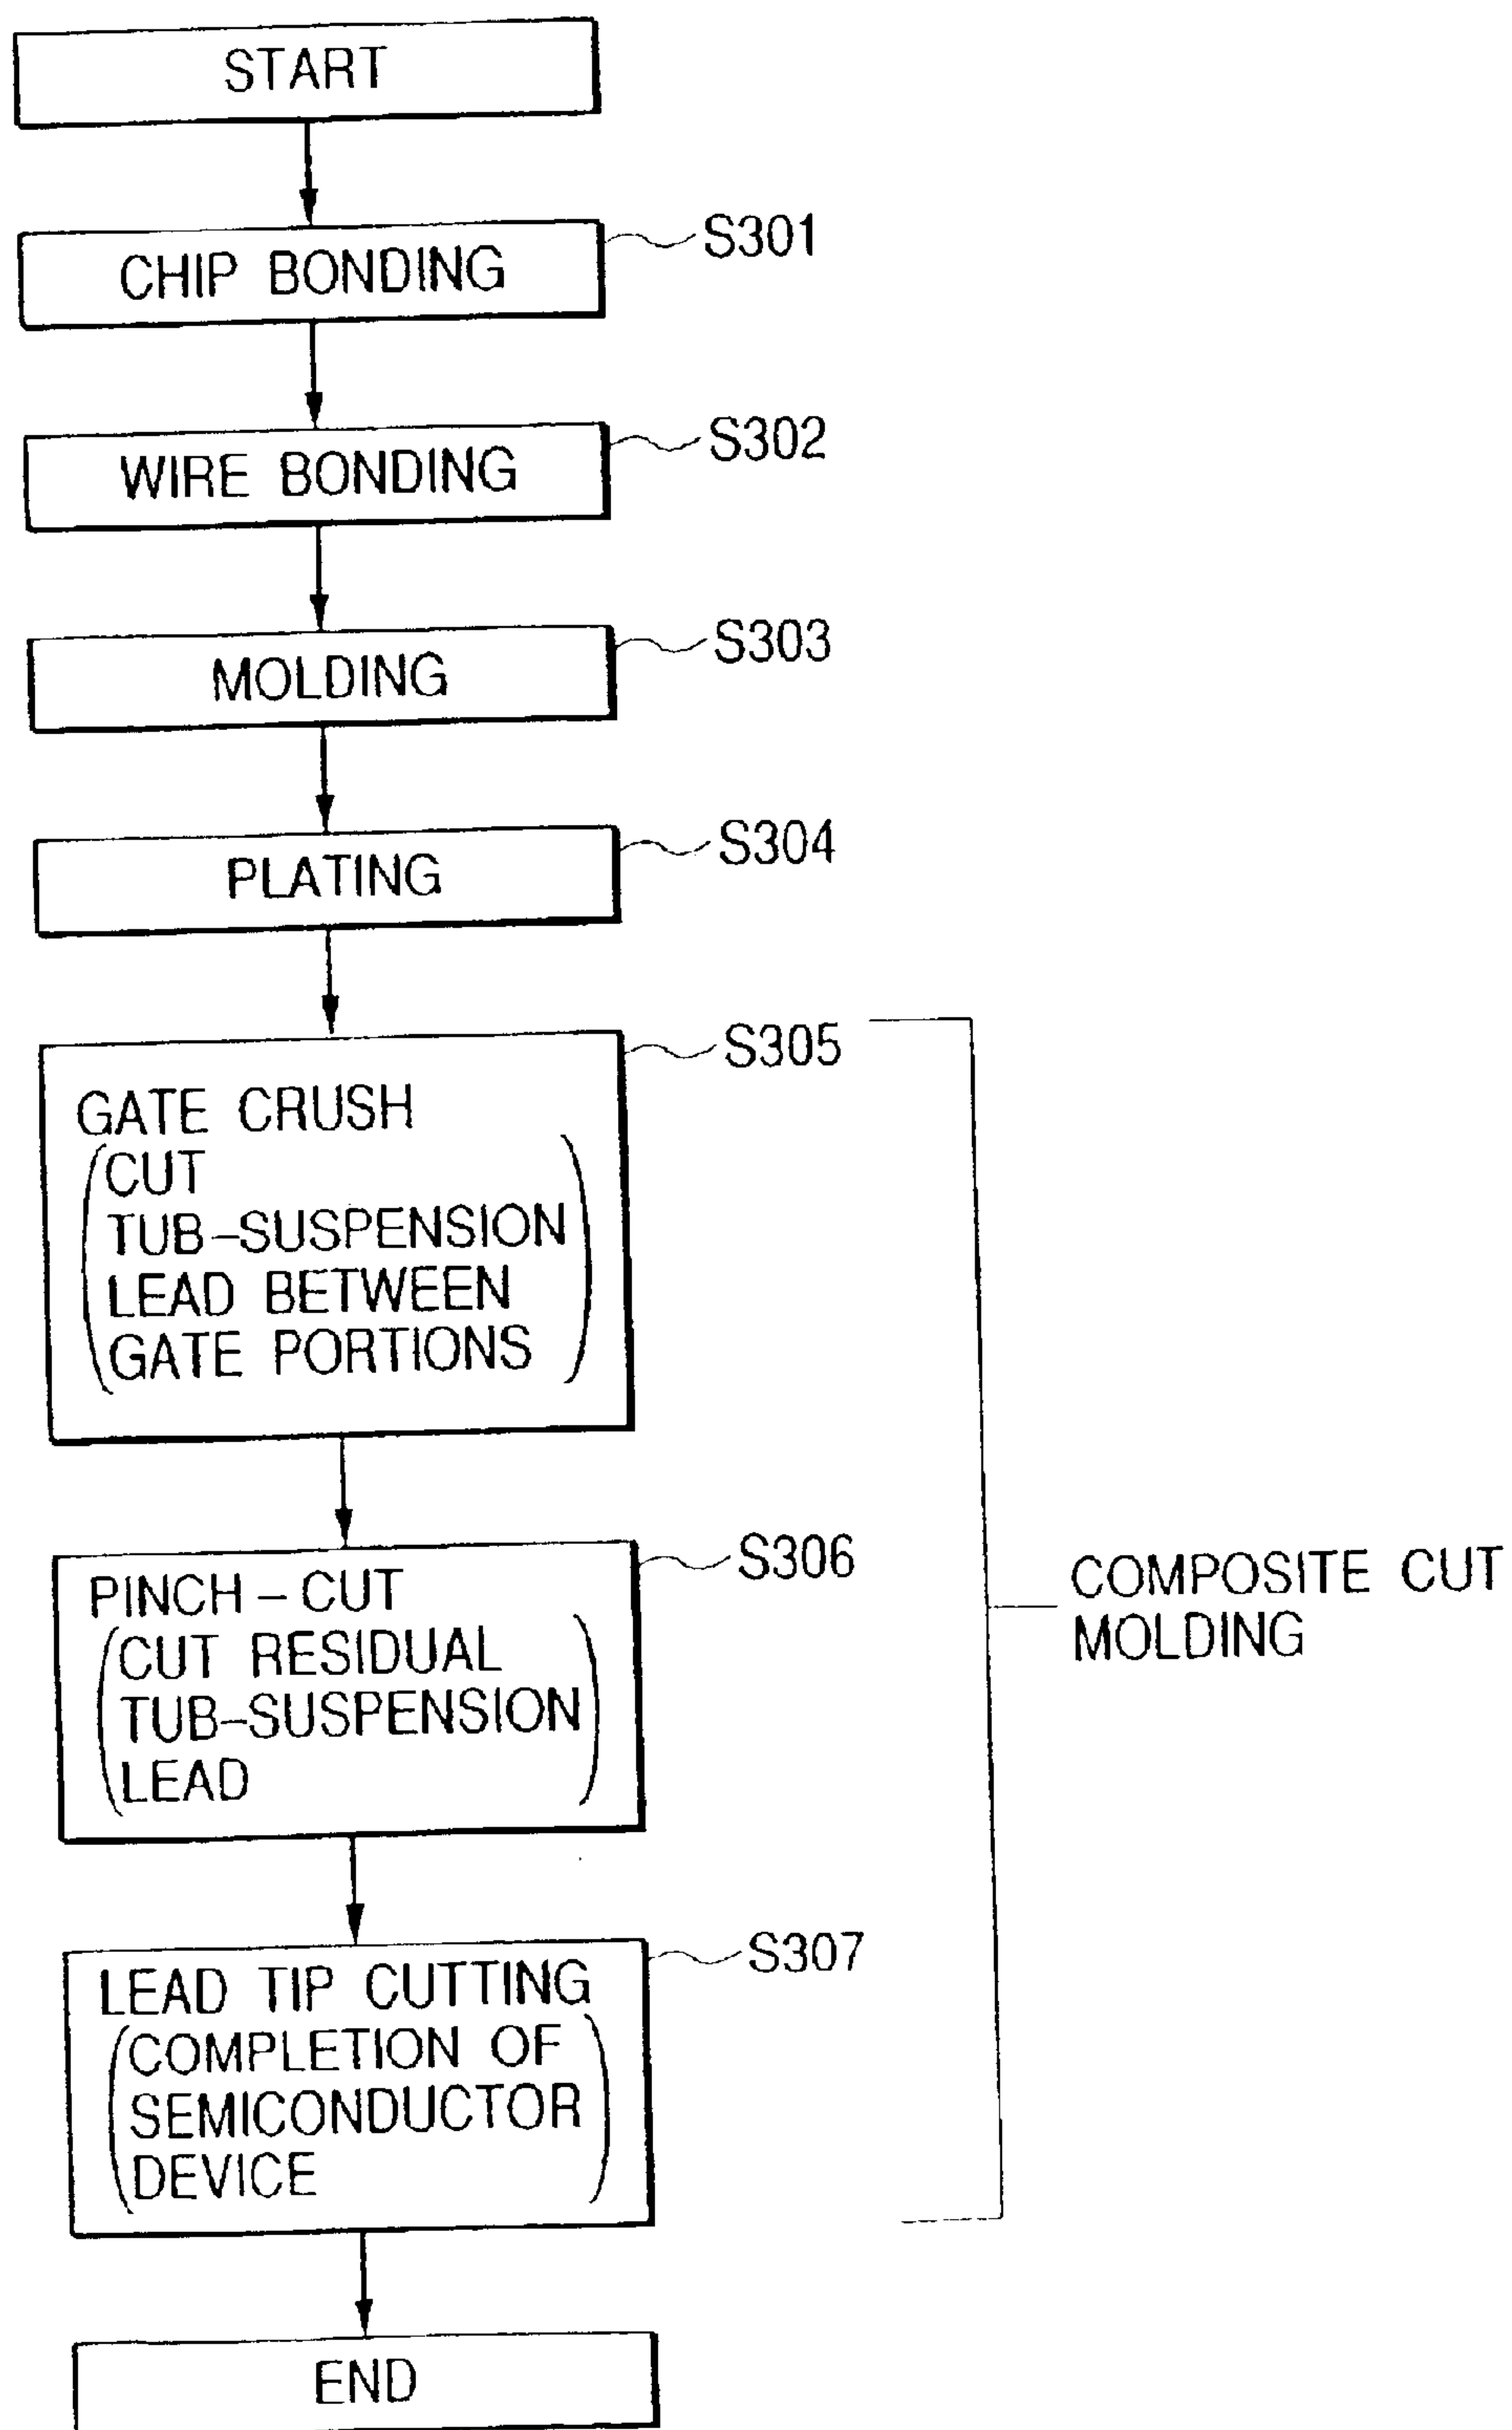 START
CHIP BONDING
S301
WIRE BONDING
S302
MOLDING
S303
PLATING
S304
S305
GATE CRUSH
(CUT
TUB-SUSPENSION
LEAD BETWEEN
GATE PORTIONS)
S306
PINCH-CUT
(CUT RESIDUAL
TUB-SUSPENSION
LEAD)
COMPOSITE CUT
MOLDING
S307
LEAD TIP CUTTING
(COMPLETION OF
SEMICONDUCTOR
DEVICE)
END